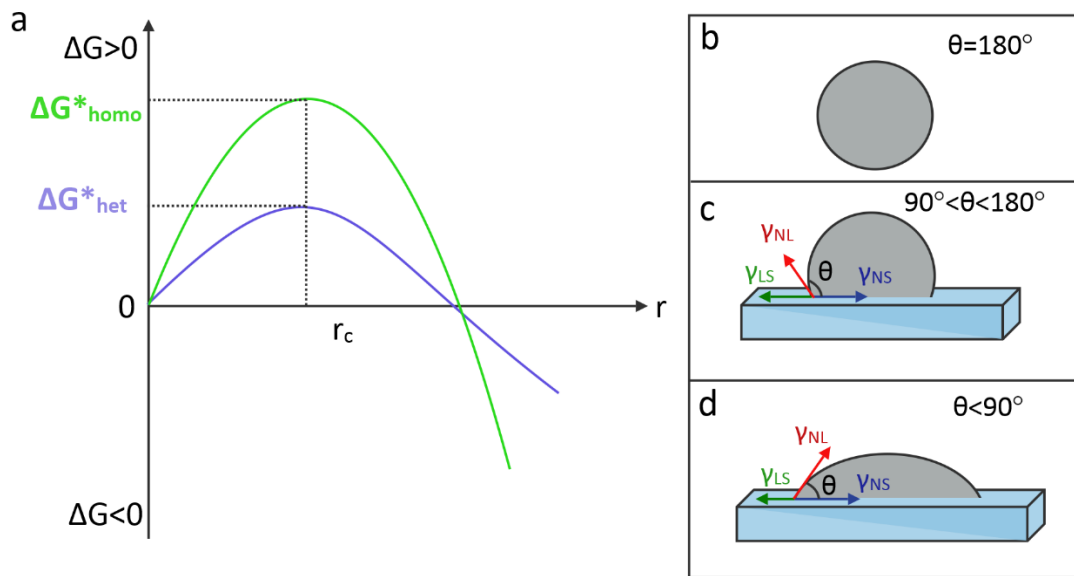 a
ΔG>0
ΔG*homo
ΔG*het
0
r
rc
ΔG<0
b
θ=180°
c
90°<θ<180°
γNL
θ
γLS
γNS
d
θ<90°
γNL
γLS
θ
γNS